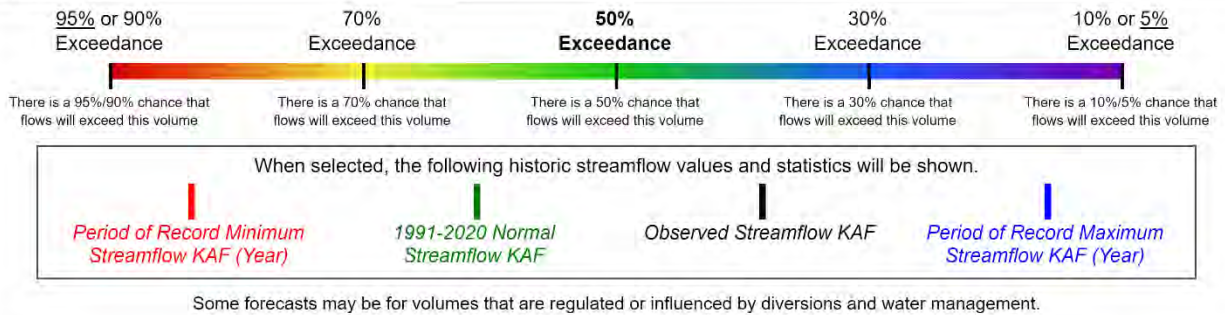 95% or 90%
Exceedance
70%
Exceedance
50%
Exceedance
30%
Exceedance
10% or 5%
Exceedance
There is a 95%/90% chance that
flows will exceed this volume
There is a 70% chance that
flows will exceed this volume
There is a 50% chance that
flows will exceed this volume
There is a 30% chance that
flows will exceed this volume
There is a 10%/5% chance that
flows will exceed this volume
When selected, the following historic streamflow values and statistics will be shown.
Period of Record Minimum
Streamflow KAF (Year)
1991-2020 Normal
Streamflow KAF
Observed Streamflow KAF
Period of Record Maximum
Streamflow KAF (Year)
Some forecasts may be for volumes that are regulated or influenced by diversions and water management.